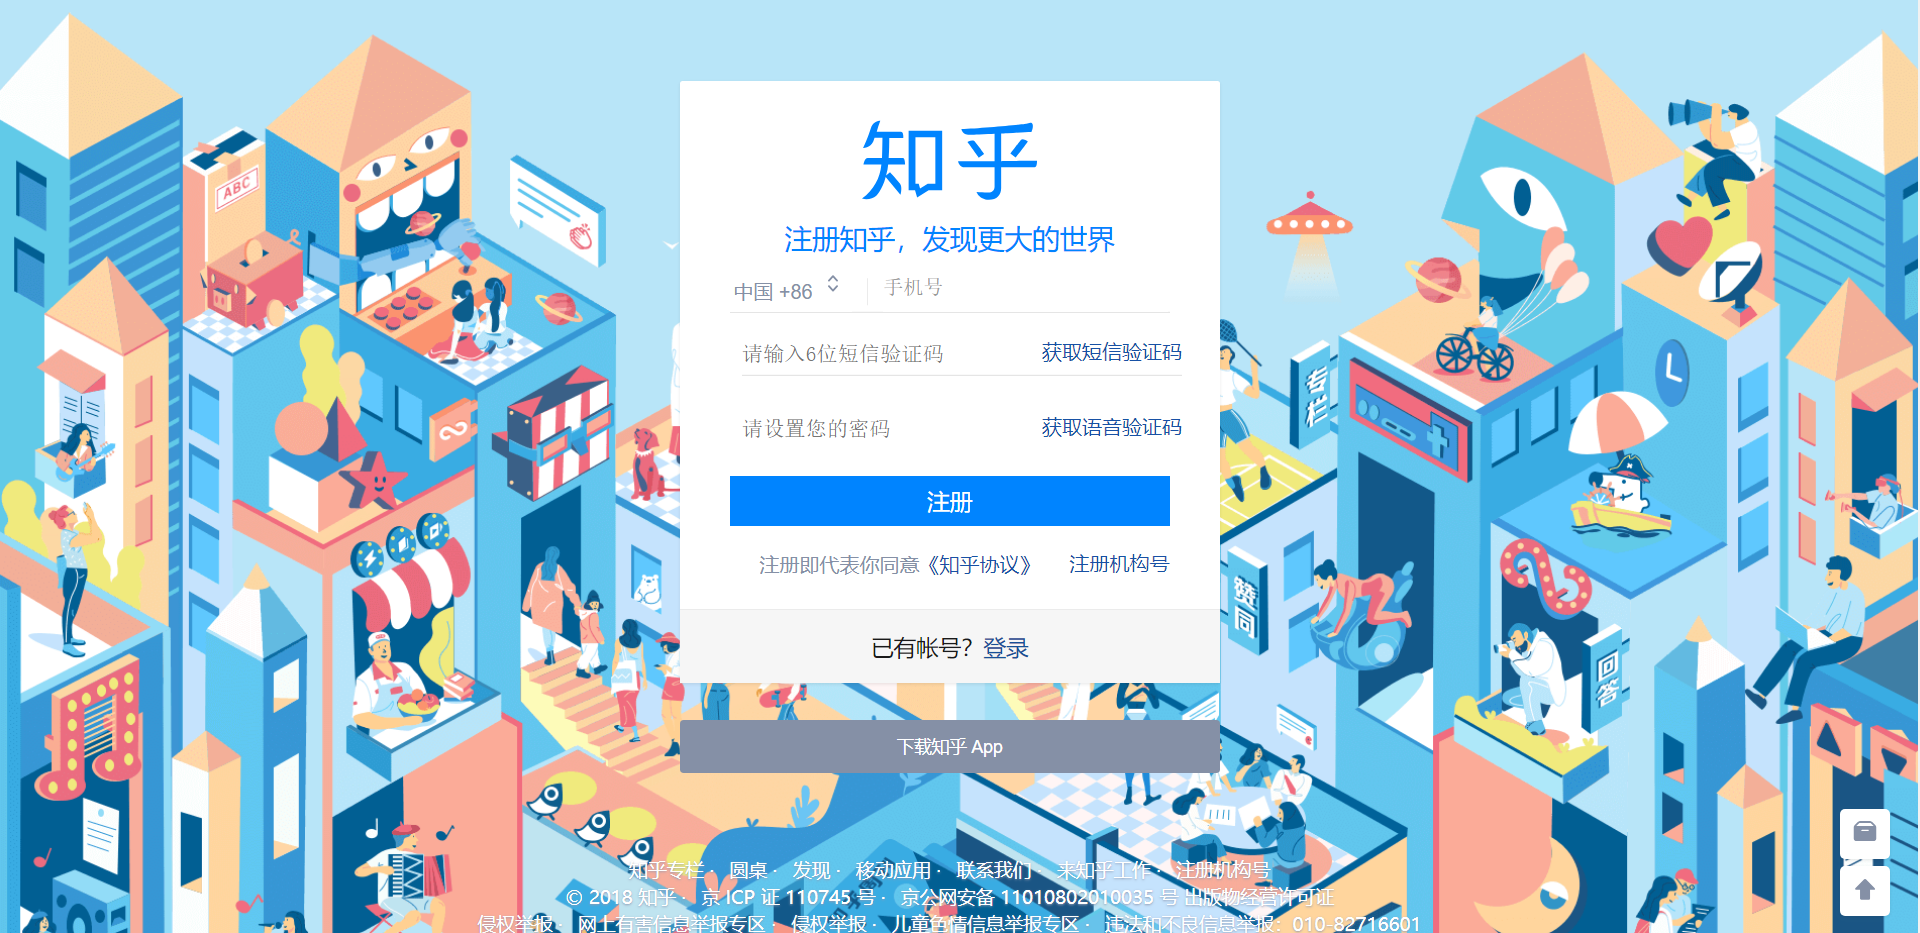 知乎
注册知乎，发现更大的世界
中国 +86 手机号
请输入6位短信验证码 获取短信验证码
请设置您的密码 获取语音验证码
注册
注册即代表你同意《知乎协议》 注册机构号
已有帐号？登录
下载知乎 App
知乎专栏 · 圆桌 · 发现 · 移动应用 · 联系我们 · 来知乎工作 · 注册机构号
© 2018 知乎 · 京 ICP 证 110745 号 · 京公网安备 11010802010035 号 出版物经营许可证
侵权举报 · 网上有害信息举报专区 · 侵权举报 · 儿童色情信息举报专区 · 违法和不良信息举报：010-82716601
ABC
专栏
赞同
回答